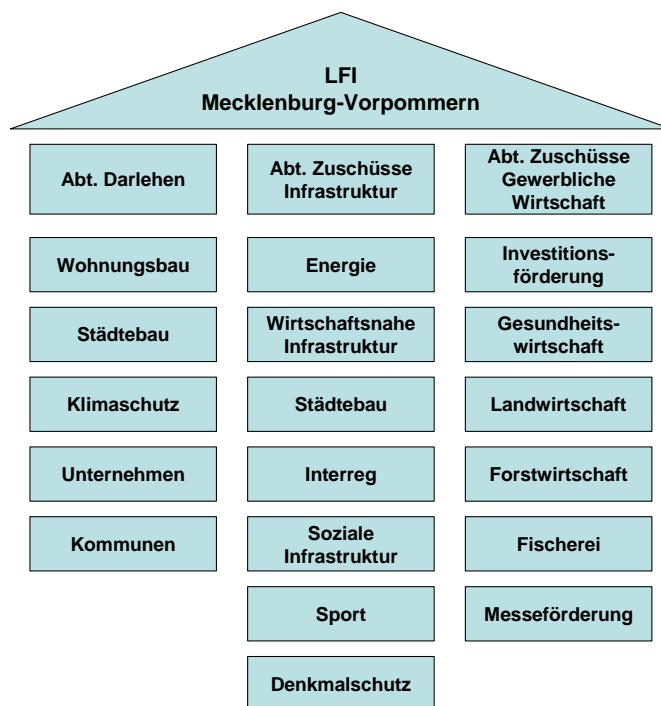 LFI
Mecklenburg-Vorpommern
Abt. Darlehen
Wohnungsbau
Städtebau
Klimaschutz
Unternehmen
Kommunen
Abt. Zuschüsse
Infrastruktur
Energie
Wirtschaftsnahe
Infrastruktur
Städtebau
Interreg
Soziale
Infrastruktur
Sport
Denkmalschutz
Abt. Zuschüsse
Gewerbliche
Wirtschaft
Investitions-
förderung
Gesundheits-
wirtschaft
Landwirtschaft
Forstwirtschaft
Fischerei
Messeförderung